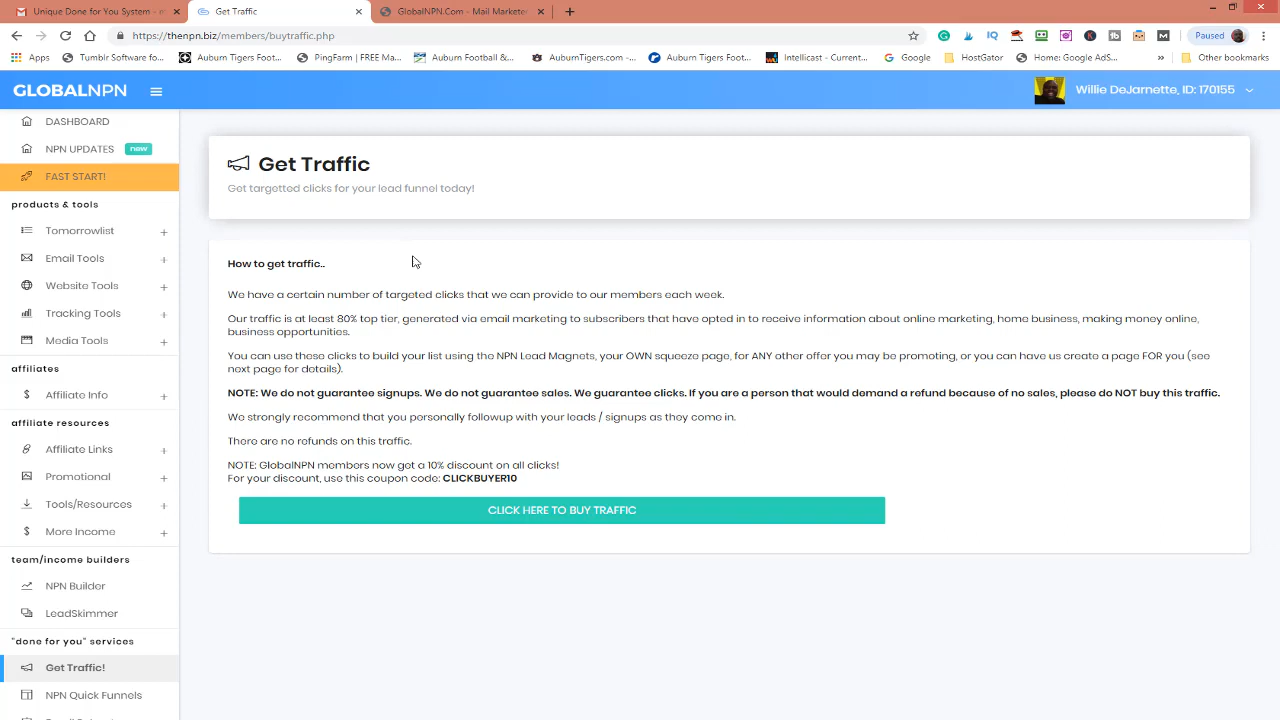 Unique Done for You System - m
Get Traffic
GlobalNPN.Com - Mail Markete
https://thenpn.biz/members/buytraffic.php
Paused
Apps
Tumblr Software fo...
Auburn Tigers Foot...
PingFarm | FREE Ma...
Auburn Football &...
AuburnTigers.com -...
Auburn Tigers Foot...
Intellicast - Current...
Google
HostGator
Home: Google AdS...
Other bookmarks
GLOBALNPN
Willie DeJarnette, ID: 170155
DASHBOARD
NPN UPDATES new
FAST START!
products & tools
Tomorrowlist +
Email Tools +
Website Tools +
Tracking Tools +
Media Tools +
affiliates
Affiliate Info +
affiliate resources
Affiliate Links +
Promotional +
Tools/Resources +
More Income +
team/income builders
NPN Builder
LeadSkimmer
"done for you" services
Get Traffic!
NPN Quick Funnels
Get Traffic
Get targetted clicks for your lead funnel today!
How to get traffic..
We have a certain number of targeted clicks that we can provide to our members each week.
Our traffic is at least 80% top tier, generated via email marketing to subscribers that have opted in to receive information about online marketing, home business, making money online,
business opportunities.
You can use these clicks to build your list using the NPN Lead Magnets, your OWN squeeze page, for ANY other offer you may be promoting, or you can have us create a page FOR you (see
next page for details).
NOTE: We do not guarantee signups. We do not guarantee sales. We guarantee clicks. If you are a person that would demand a refund because of no sales, please do NOT buy this traffic.
We strongly recommend that you personally followup with your leads / signups as they come in.
There are no refunds on this traffic.
NOTE: GlobalNPN members now get a 10% discount on all clicks!
For your discount, use this coupon code: CLICKBUYER10
CLICK HERE TO BUY TRAFFIC